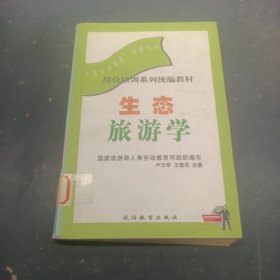 岗位培训系列统编教材
生态
旅游学
国家旅游局人事劳动教育司组织编写
卢云亭 王建军 合著
旅游教育出版社